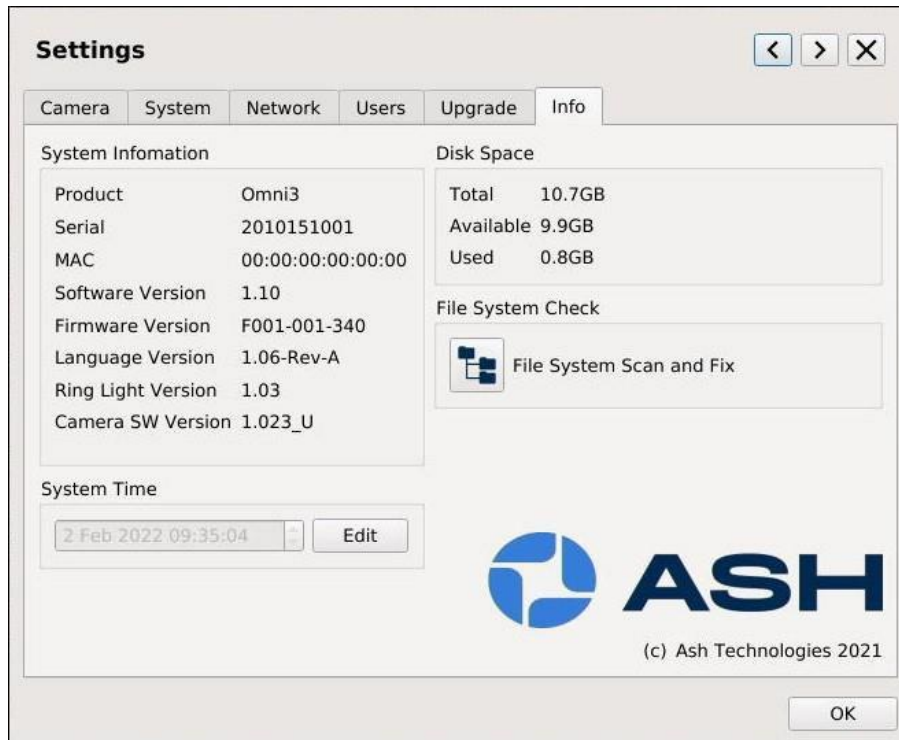 Settings
Camera System Network Users Upgrade Info
System Infomation
Product Omni3
Serial 2010151001
MAC 00:00:00:00:00:00
Software Version 1.10
Firmware Version F001-001-340
Language Version 1.06-Rev-A
Ring Light Version 1.03
Camera SW Version 1.023_U
System Time
2 Feb 2022 09:35:04 Edit
Disk Space
Total 10.7GB
Available 9.9GB
Used 0.8GB
File System Check
File System Scan and Fix
ASH
(c) Ash Technologies 2021
OK